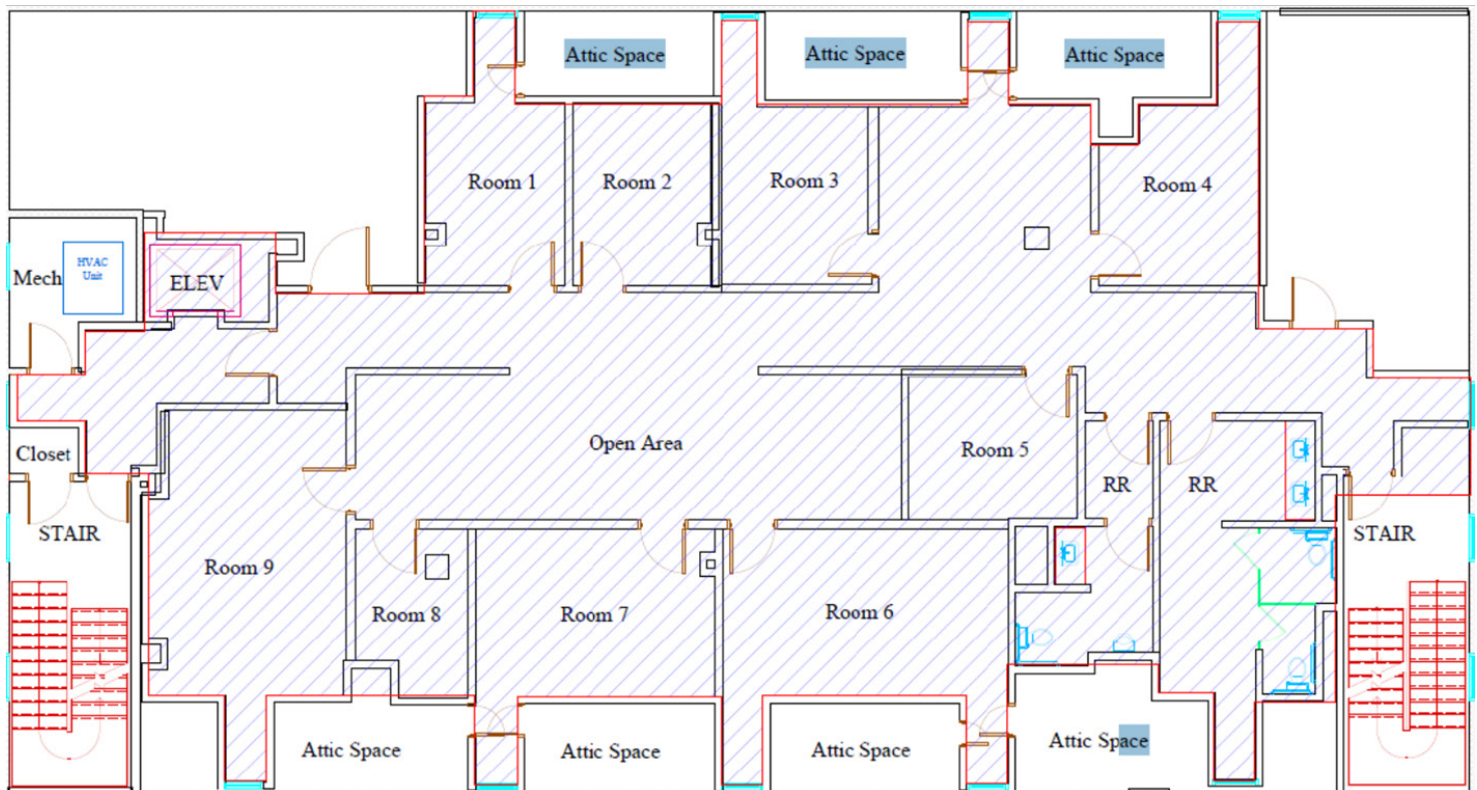 Attic Space
Attic Space
Attic Space
Room 1
Room 2
Room 3
Room 4
HVAC
Unit
Mech
ELEV
Open Area
Room 5
Closet
RR
RR
STAIR
STAIR
Room 9
Room 8
Room 7
Room 6
Attic Space
Attic Space
Attic Space
Attic Space